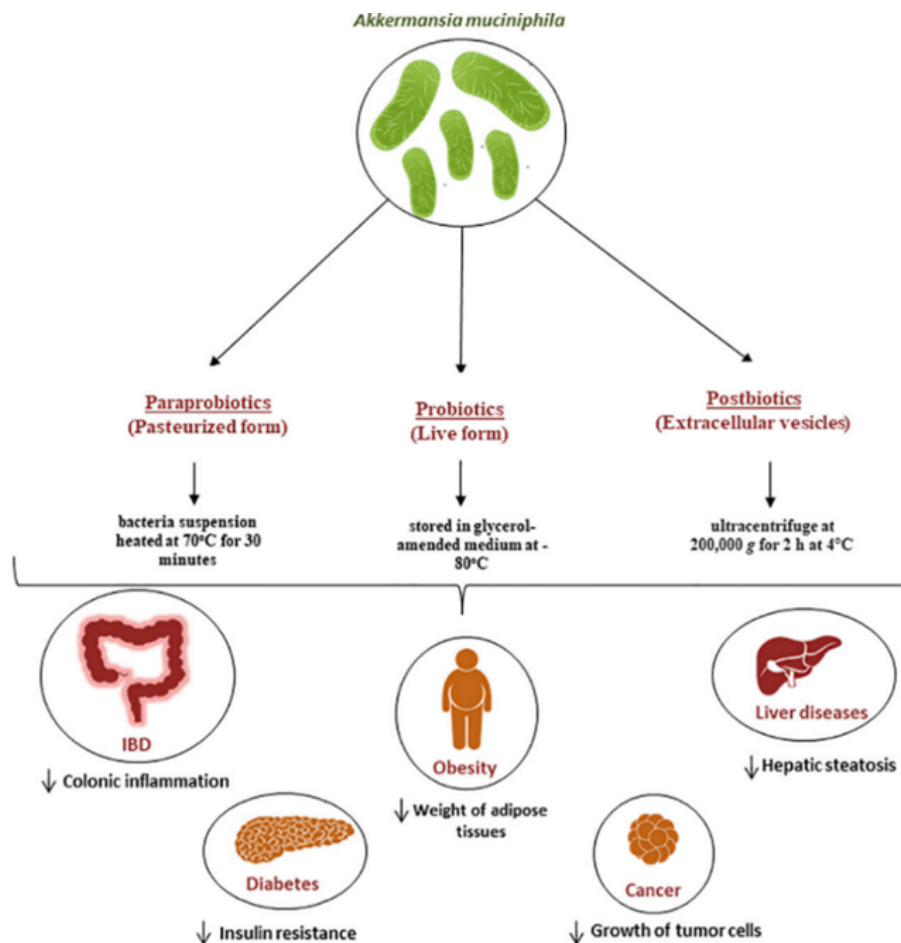 Akkermansia muciniphila
Paraprobiotics
(Pasteurized form)
Probiotics
(Live form)
Postbiotics
(Extracellular vesicles)
bacteria suspension
heated at 70°C for 30
minutes
stored in glycerol-
amended medium at -
80°C
ultracentrifuge at
200,000 g for 2 h at 4°C
IBD
↓ Colonic inflammation
Obesity
↓ Weight of adipose
tissues
Liver diseases
↓ Hepatic steatosis
Diabetes
↓ Insulin resistance
Cancer
↓ Growth of tumor cells